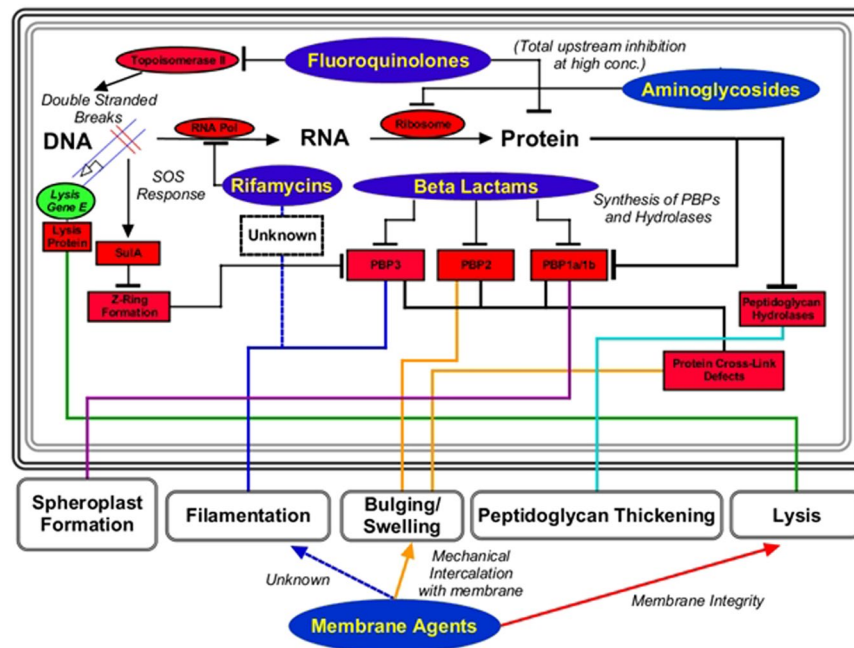 Topoisomerase II
Fluoroquinolones
(Total upstream inhibition
at high conc.)
Aminoglycosides
Double Stranded
Breaks
DNA
RNA Pol
RNA
Ribosome
Protein
SOS
Response
Lysis
Gene E
Rifamycins
Beta Lactams
Synthesis of PBPs
and Hydrolases
Lysis
Protein
SulA
Unknown
PBP3
PBP2
PBP1a/1b
Z-Ring
Formation
Peptidoglycan
Hydrolases
Protein Cross-Link
Defects
Spheroplast
Formation
Filamentation
Bulging/
Swelling
Peptidoglycan Thickening
Lysis
Unknown
Mechanical
Intercalation
with membrane
Membrane Integrity
Membrane Agents